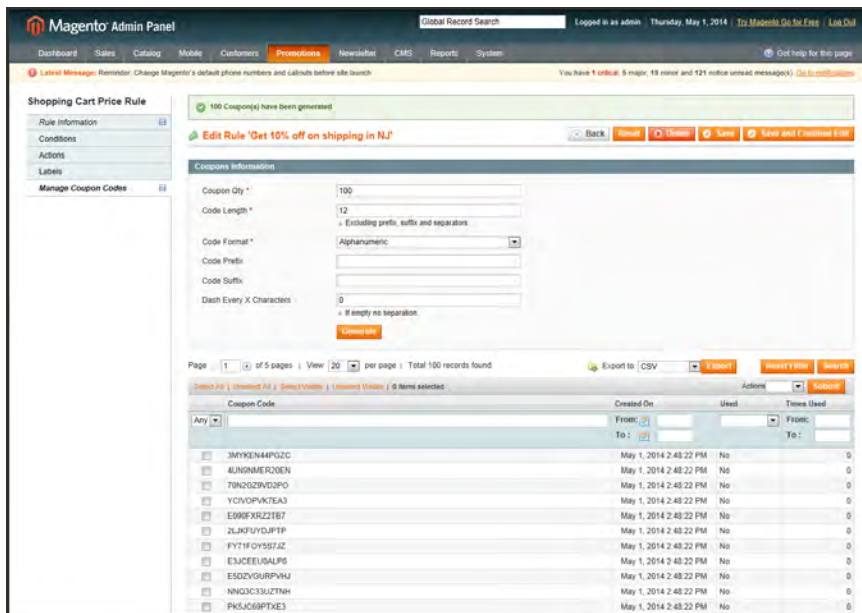 Magento Admin Panel
Global Record Search
Logged in as admin | Thursday, May 1, 2014 | Try Magento Go for Free | Log Out
Dashboard Sales Catalog Mobile Customers Promotions Newsletter CMS Reports System
Get help for this page
Latest Message: Reminder: Change Magento's default phone numbers and callouts before site launch
You have 1 critical, 5 major, 19 minor and 121 notice unread message(s). Go to notifications
Shopping Cart Price Rule
Rule Information
Conditions
Actions
Labels
Manage Coupon Codes
100 Coupon(s) have been generated
Edit Rule 'Get 10% off on shipping in NJ'
Back Reset Delete Save Save and Continue Edit
Coupons Information
Coupon Qty * 100
Code Length * 12
Excluding prefix, suffix and separators.
Code Format * Alphanumeric
Code Prefix
Code Suffix
Dash Every X Characters 0
If empty no separation.
Generate
Page 1 of 5 pages | View 20 per page | Total 100 records found
Export to CSV Export Reset Filter Search
Select All | Unselect All | Select Visible | Unselect Visible | 0 items selected
Actions Submit
Coupon Code Created On Used Times Used
Any From: From:
To : To :
3MYKEN44PGZC May 1, 2014 2:48:22 PM No 0
4UN9NMER20EN May 1, 2014 2:48:22 PM No 0
70N2GZ9VD2PO May 1, 2014 2:48:22 PM No 0
YCIVOPVK7EA3 May 1, 2014 2:48:22 PM No 0
E090FXRZ2TB7 May 1, 2014 2:48:22 PM No 0
2LJKFUYDJPTP May 1, 2014 2:48:22 PM No 0
FY71FOY5S7JZ May 1, 2014 2:48:22 PM No 0
E3JCEEU0ALP6 May 1, 2014 2:48:22 PM No 0
E5DZVGURPVHJ May 1, 2014 2:48:22 PM No 0
NNQ3C33UZTNH May 1, 2014 2:48:22 PM No 0
PK5JC69PTXE3 May 1, 2014 2:48:22 PM No 0